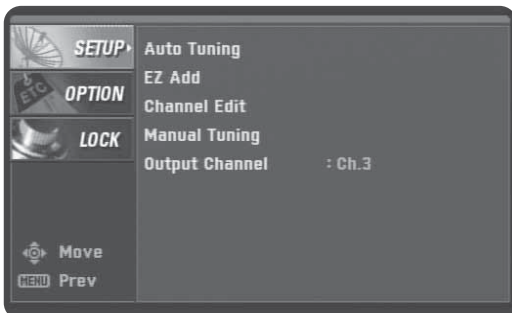 SETUP
OPTION
ETC
LOCK
Auto Tuning
EZ Add
Channel Edit
Manual Tuning
Output Channel : Ch.3
Move
MENU Prev